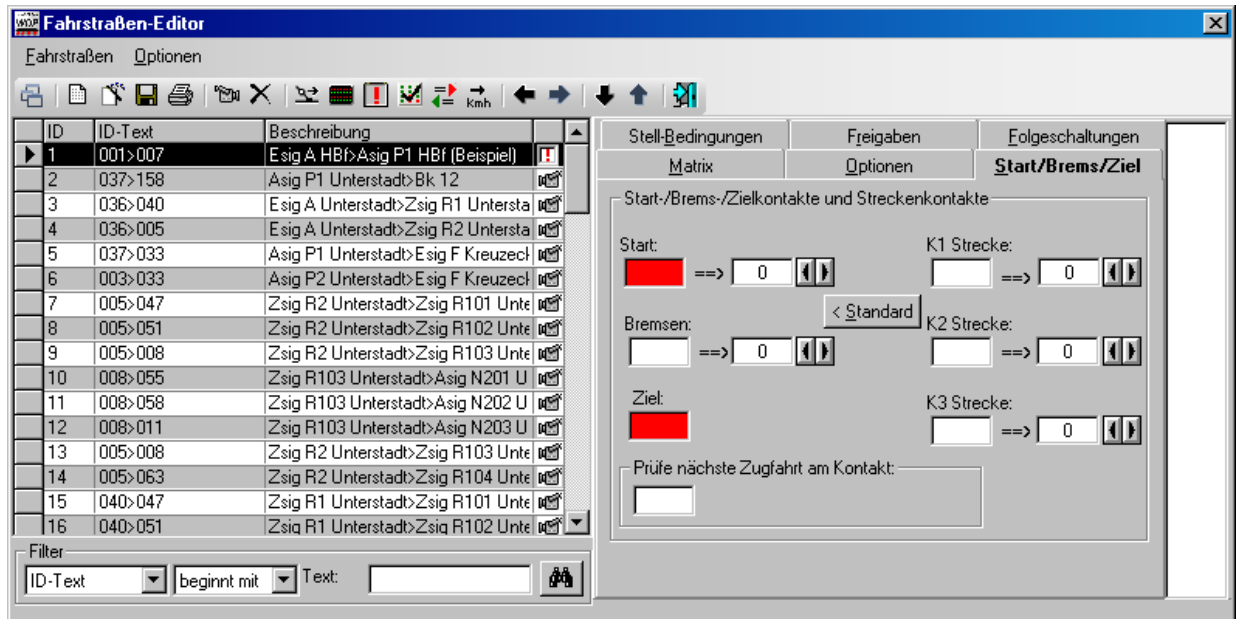 WDP Fahrstraßen-Editor
Fahrstraßen Optionen
Kmh
ID ID-Text Beschreibung
1 001>007 Esig A HBf>Asig P1 HBf (Beispiel)
2 037>158 Asig P1 Unterstadt>Bk 12
3 036>040 Esig A Unterstadt>Zsig R1 Untersta
4 036>005 Esig A Unterstadt>Zsig R2 Untersta
5 037>033 Asig P1 Unterstadt>Esig F Kreuzecl
6 003>033 Asig P2 Unterstadt>Esig F Kreuzecl
7 005>047 Zsig R2 Unterstadt>Zsig R101 Unte
8 005>051 Zsig R2 Unterstadt>Zsig R102 Unte
9 005>008 Zsig R2 Unterstadt>Zsig R103 Unte
10 008>055 Zsig R103 Unterstadt>Asig N201 U
11 008>058 Zsig R103 Unterstadt>Asig N202 U
12 008>011 Zsig R103 Unterstadt>Asig N203 U
13 005>008 Zsig R2 Unterstadt>Zsig R103 Unte
14 005>063 Zsig R2 Unterstadt>Zsig R104 Unte
15 040>047 Zsig R1 Unterstadt>Zsig R101 Unte
16 040>051 Zsig R1 Unterstadt>Zsig R102 Unte
Filter
ID-Text beginnt mit Text:
Stell-Bedingungen Freigaben Folgeschaltungen
Matrix Optionen Start/Brems/Ziel
Start-/Brems-/Zielkontakte und Streckenkontakte
Start: K1 Strecke:
==> 0 ==> 0
< Standard
Bremsen: K2 Strecke:
==> 0 ==> 0
Ziel: K3 Strecke:
==> 0
Prüfe nächste Zugfahrt am Kontakt: